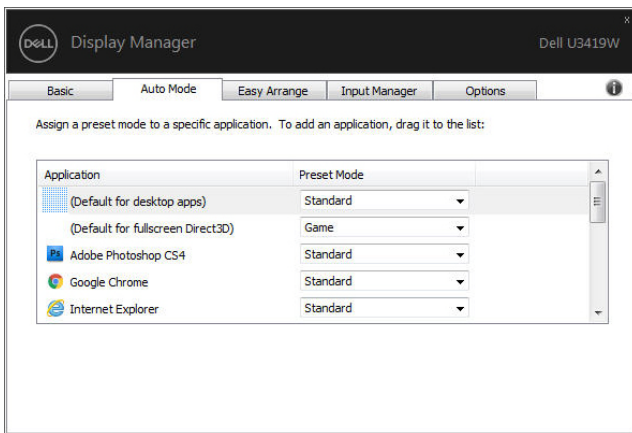 x
DELL Display Manager Dell U3419W
Basic Auto Mode Easy Arrange Input Manager Options i
Assign a preset mode to a specific application. To add an application, drag it to the list:
Application Preset Mode
(Default for desktop apps) Standard
(Default for fullscreen Direct3D) Game
Ps Adobe Photoshop CS4 Standard
Google Chrome Standard
Internet Explorer Standard